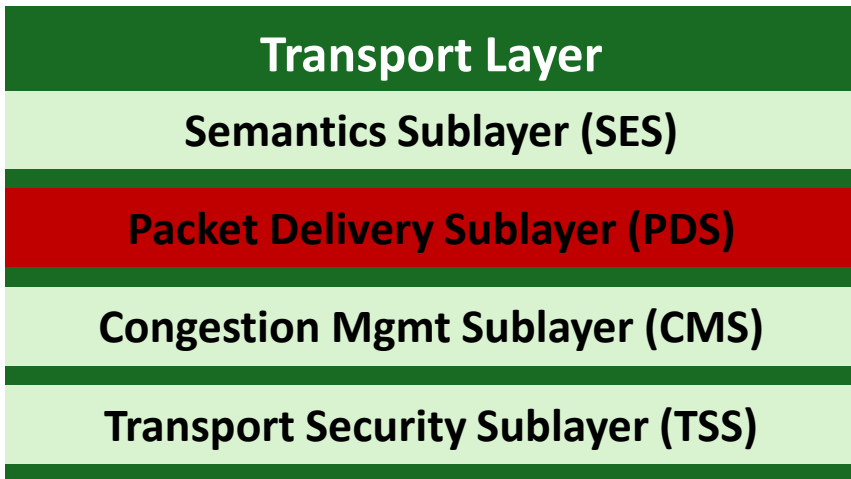 Transport Layer
Semantics Sublayer (SES)
Packet Delivery Sublayer (PDS)
Congestion Mgmt Sublayer (CMS)
Transport Security Sublayer (TSS)